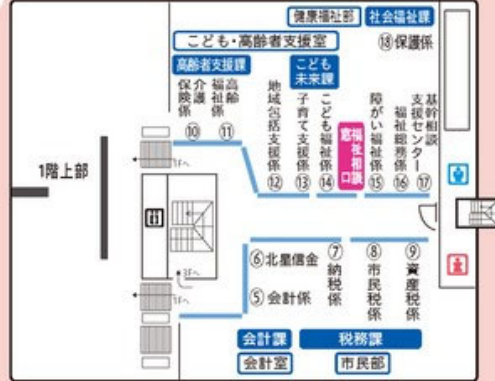 健康福祉部
社会福祉課
こども・高齢者支援室
⑱保護係
高齢者支援課
こども
未来課
介護
保険係
⑩
高齢
福祉係
⑪
地域包括支援係
⑫
子育て支援係
⑬
こども福祉係
⑭
福祉相談
窓口
障がい福祉係
⑮
福祉総務係
⑯
基幹相談
支援センター
⑰
1階上部
1Fへ
3Fへ
1Fへ
⑥北星信金
⑤会計係
⑦
納税係
⑧
市民税係
⑨
資産税係
会計課
税務課
会計室
市民部